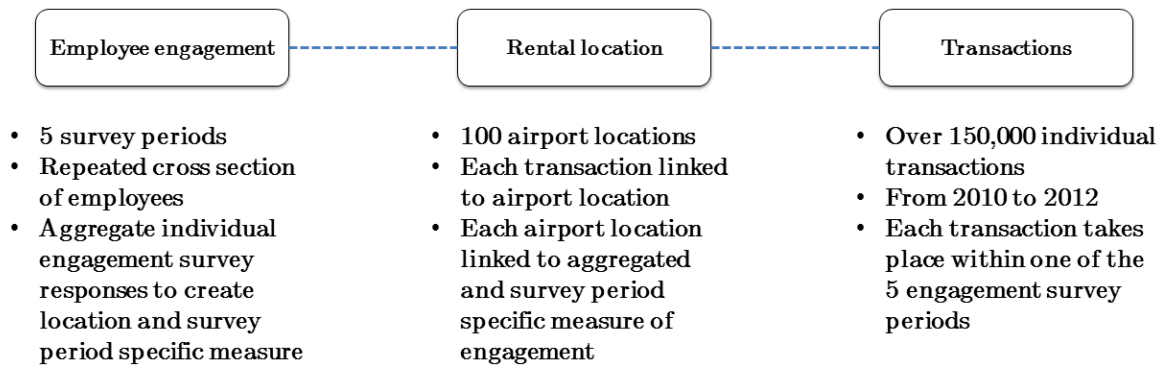 Employee engagement
Rental location
Transactions
• 5 survey periods
• Repeated cross section
of employees
• Aggregate individual
engagement survey
responses to create
location and survey
period specific measure
• 100 airport locations
• Each transaction linked
to airport location
• Each airport location
linked to aggregated
and survey period
specific measure of
engagement
• Over 150,000 individual
transactions
• From 2010 to 2012
• Each transaction takes
place within one of the
5 engagement survey
periods